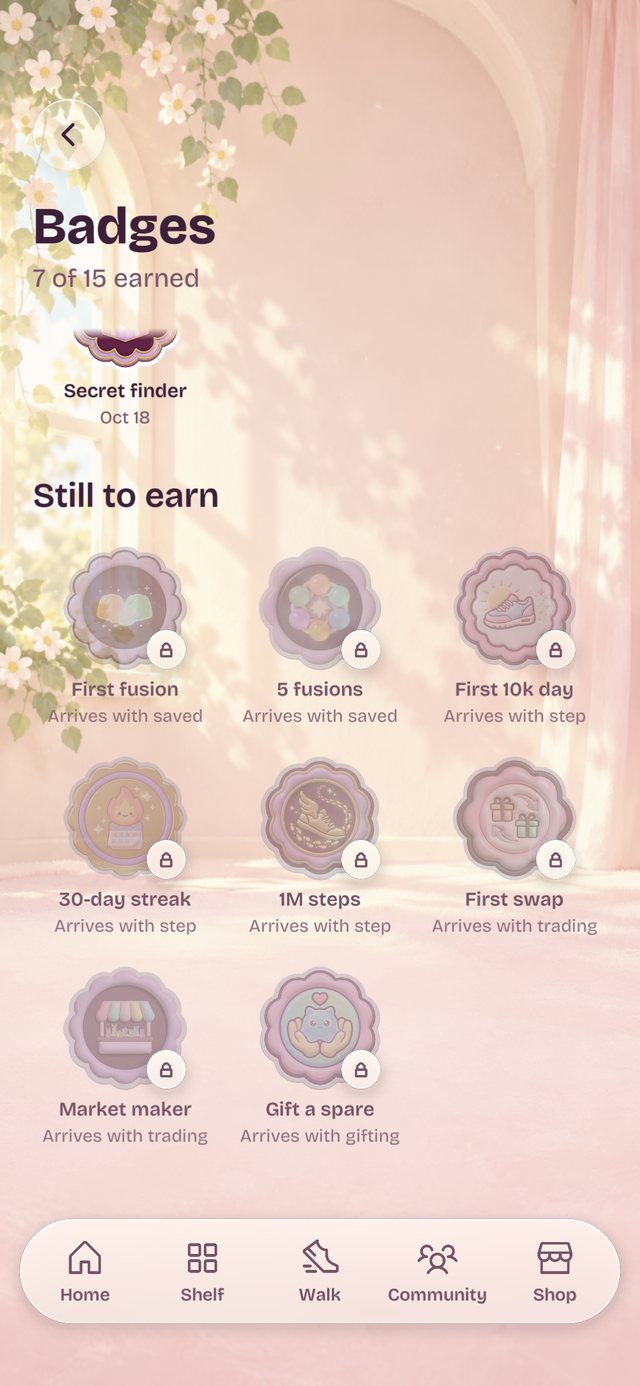 Badges
7 of 15 earned
Secret finder
Oct 18
Still to earn
First fusion
Arrives with saved
5 fusions
Arrives with saved
First 10k day
Arrives with step
30-day streak
Arrives with step
1M steps
Arrives with step
First swap
Arrives with trading
Market maker
Arrives with trading
Gift a spare
Arrives with gifting
Home
Shelf
Walk
Community
Shop